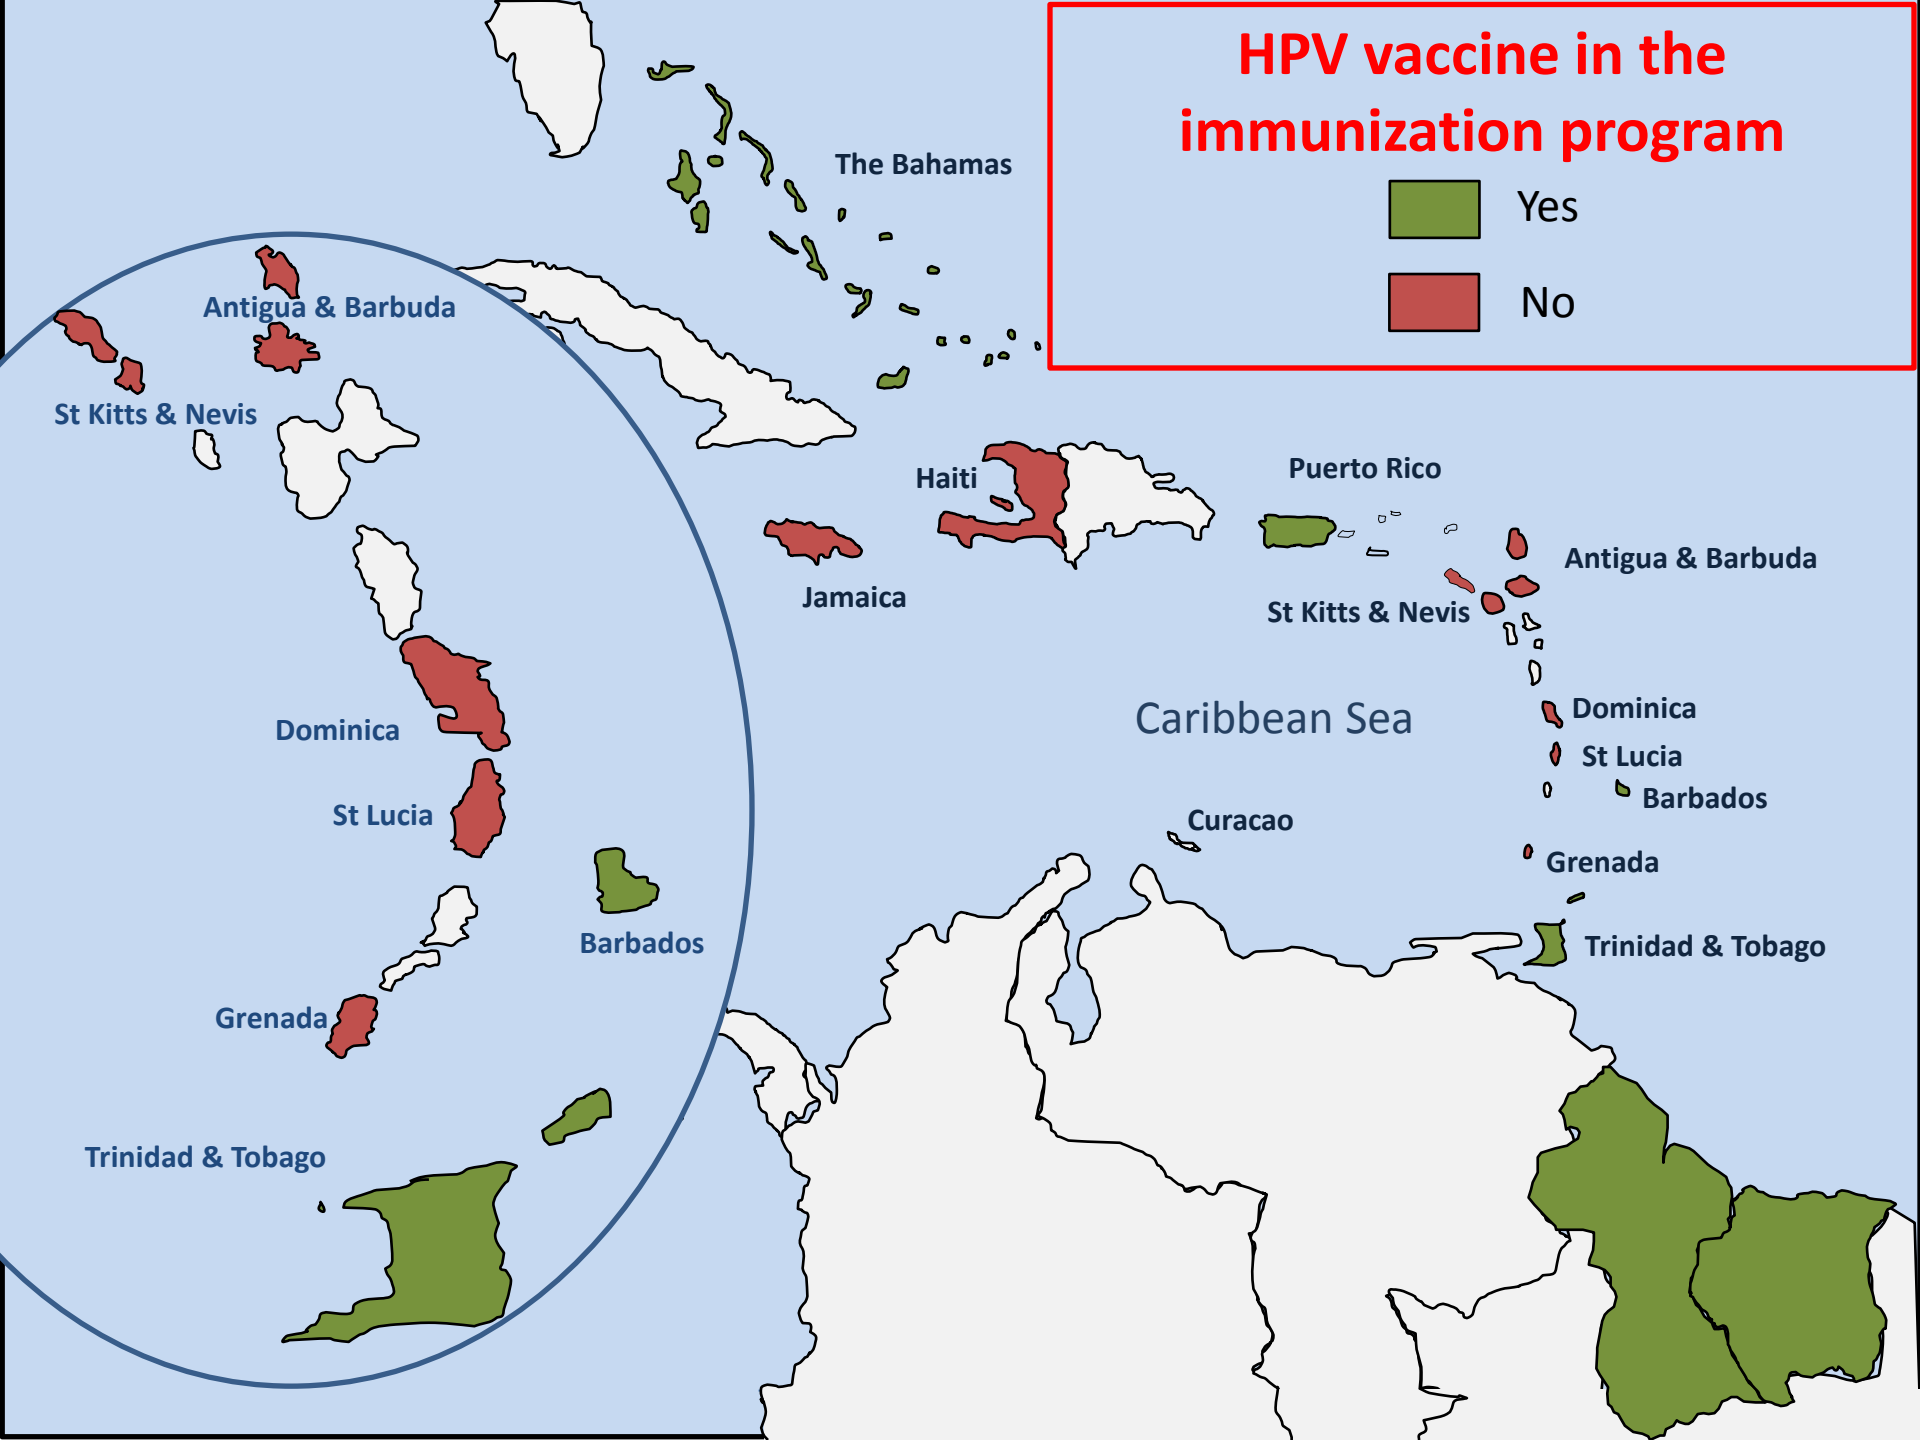 HPV vaccine in the
immunization program
Yes
No
The Bahamas
Antigua & Barbuda
St Kitts & Nevis
Haiti
Puerto Rico
Jamaica
Antigua & Barbuda
St Kitts & Nevis
Caribbean Sea
Dominica
Dominica
St Lucia
Barbados
St Lucia
Curacao
Grenada
Barbados
Trinidad & Tobago
Grenada
Trinidad & Tobago